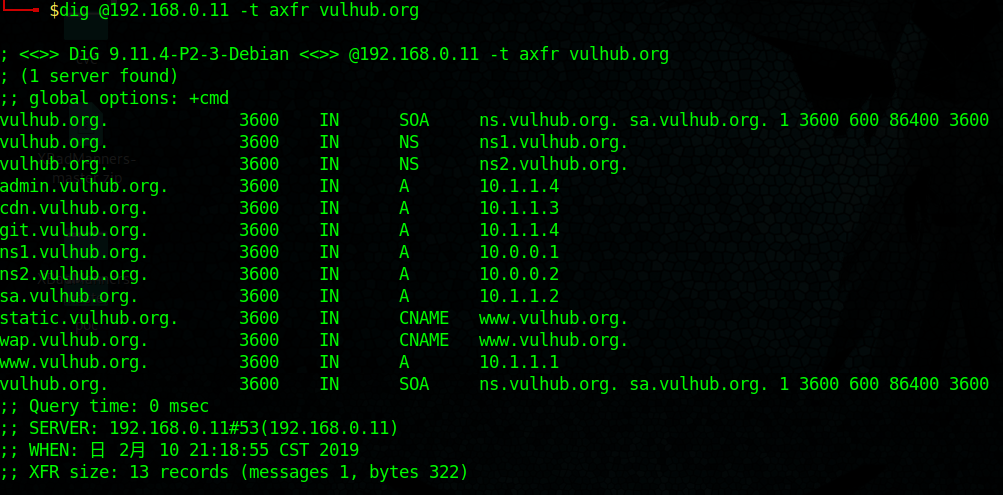 $dig @192.168.0.11 -t axfr vulhub.org
; <<>> DiG 9.11.4-P2-3-Debian <<>> @192.168.0.11 -t axfr vulhub.org
; (1 server found)
;; global options: +cmd
vulhub.org. 3600 IN SOA ns.vulhub.org. sa.vulhub.org. 1 3600 600 86400 3600
vulhub.org. 3600 IN NS ns1.vulhub.org.
vulhub.org. 3600 IN NS ns2.vulhub.org.
admin.vulhub.org. 3600 IN A 10.1.1.4
cdn.vulhub.org. 3600 IN A 10.1.1.3
git.vulhub.org. 3600 IN A 10.1.1.4
ns1.vulhub.org. 3600 IN A 10.0.0.1
ns2.vulhub.org. 3600 IN A 10.0.0.2
sa.vulhub.org. 3600 IN A 10.1.1.2
static.vulhub.org. 3600 IN CNAME www.vulhub.org.
wap.vulhub.org. 3600 IN CNAME www.vulhub.org.
www.vulhub.org. 3600 IN A 10.1.1.1
vulhub.org. 3600 IN SOA ns.vulhub.org. sa.vulhub.org. 1 3600 600 86400 3600
;; Query time: 0 msec
;; SERVER: 192.168.0.11#53(192.168.0.11)
;; WHEN: 日 2月 10 21:18:55 CST 2019
;; XFR size: 13 records (messages 1, bytes 322)